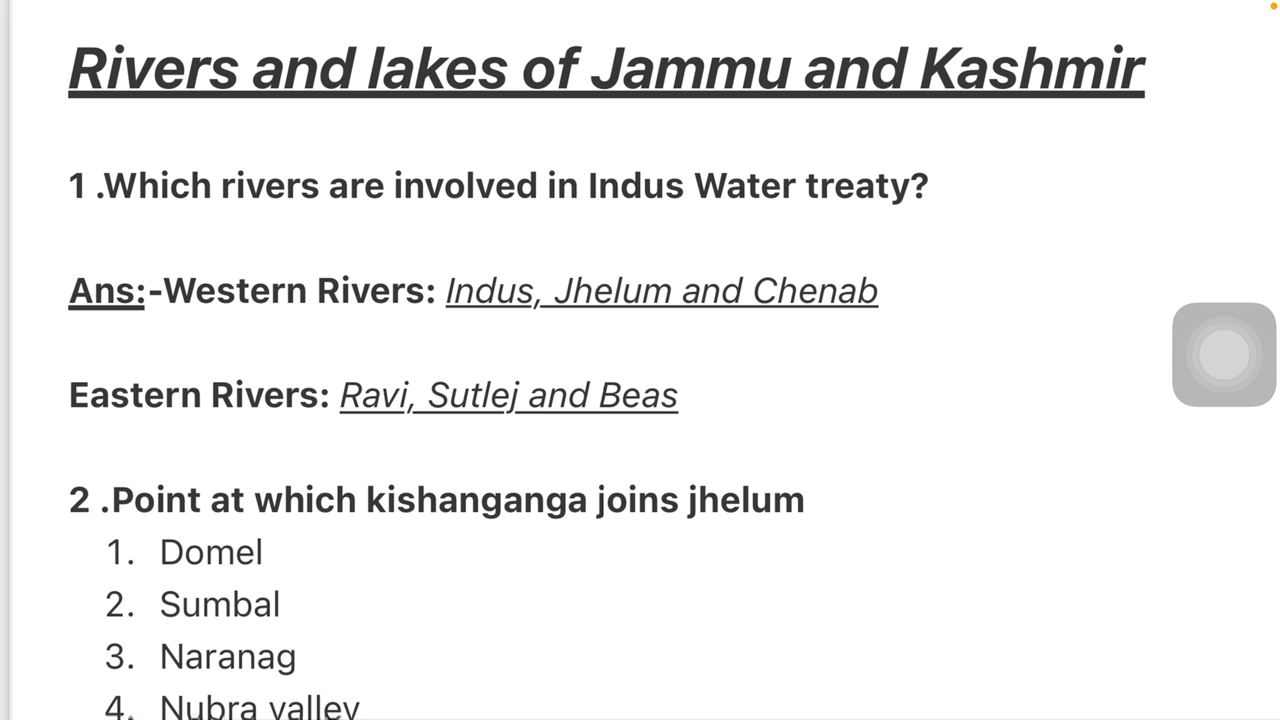 Rivers and lakes of Jammu and Kashmir
1 .Which rivers are involved in Indus Water treaty?
Ans:-Western Rivers: Indus, Jhelum and Chenab
Eastern Rivers: Ravi, Sutlej and Beas
2 .Point at which kishanganga joins jhelum
1. Domel
2. Sumbal
3. Naranag
4. Nubra valley